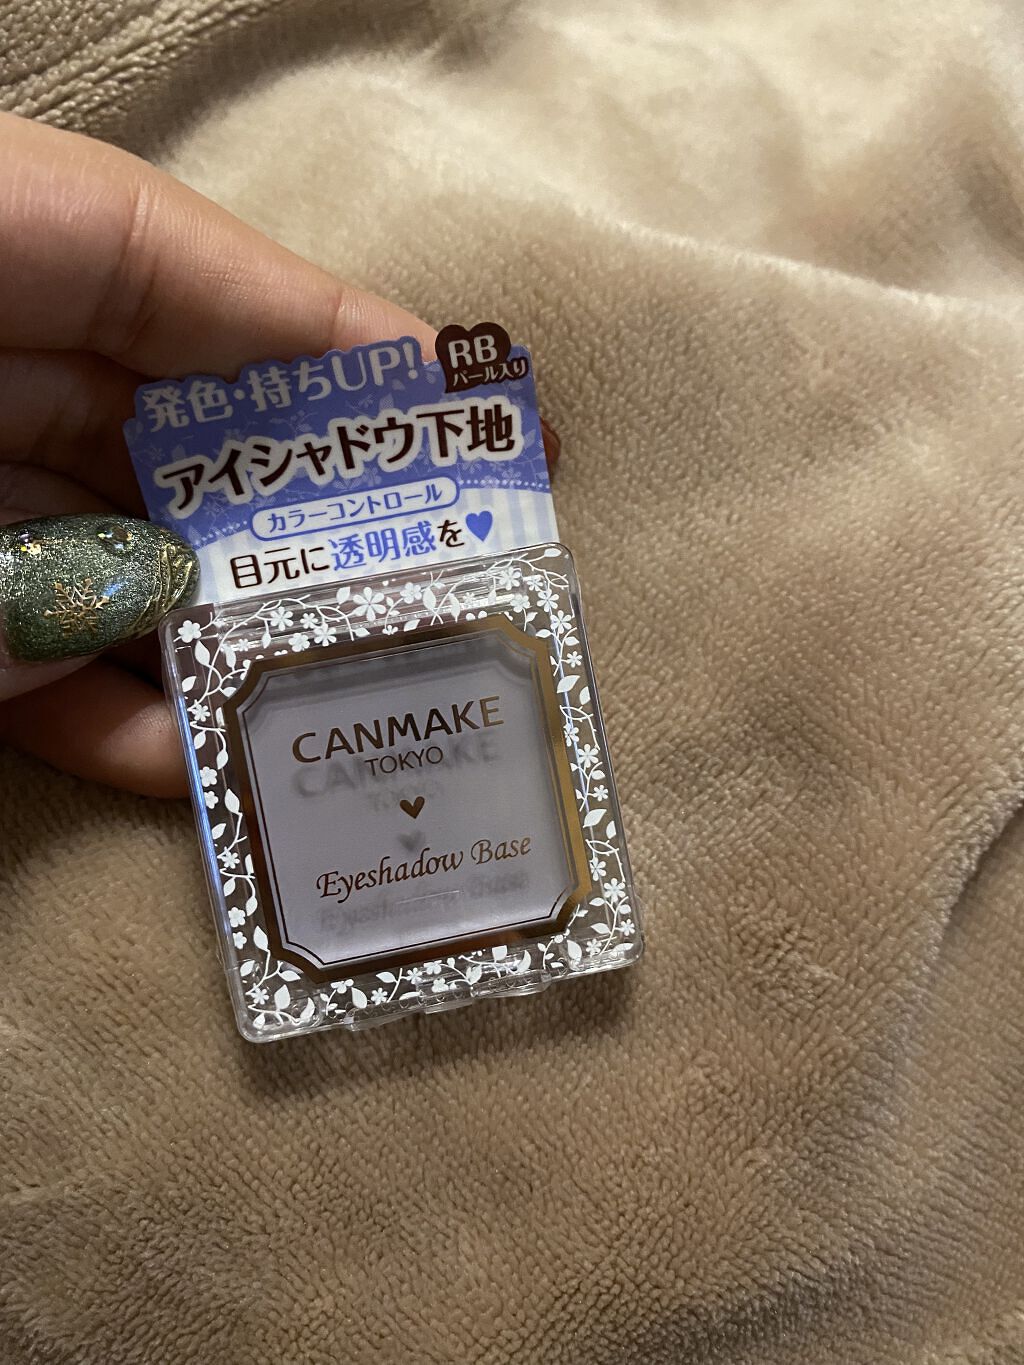 RB
パール入り
発色・持ちUP!
アイシャドウ下地
カラーコントロール
目元に透明感を♥
CANMAKE
TOKYO
♥
Eyeshadow Base